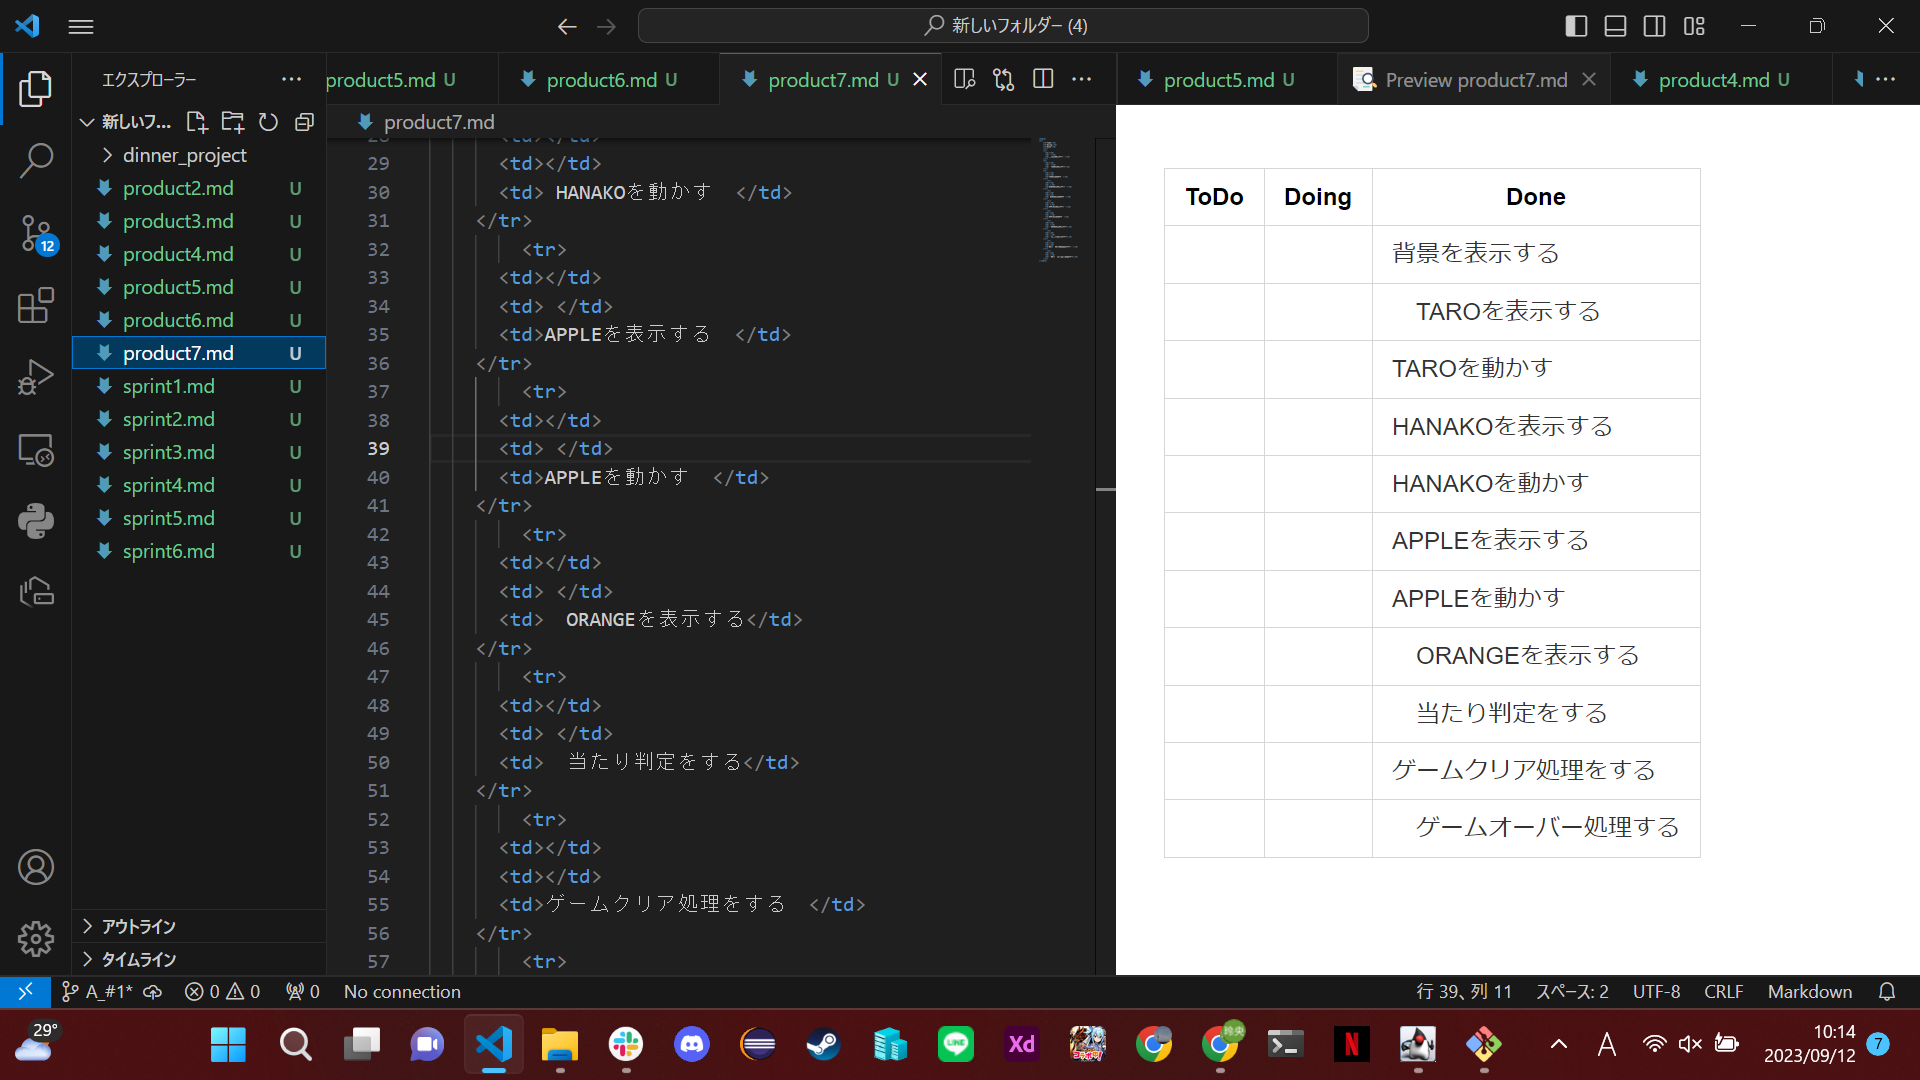 新しいフォルダー (4)
エクスプローラー
product5.md U
product6.md U
product7.md U
product5.md U
Preview product7.md
product4.md U
新しいフ...
product7.md
dinner_project
product2.md U
product3.md U
product4.md U
product5.md U
product6.md U
product7.md U
sprint1.md U
sprint2.md U
sprint3.md U
sprint4.md U
sprint5.md U
sprint6.md U
12
アウトライン
タイムライン
28 <td></td>
29 <td></td>
30 <td> HANAKOを動かす　</td>
31 </tr>
32 <tr>
33 <td></td>
34 <td> </td>
35 <td>APPLEを表示する　</td>
36 </tr>
37 <tr>
38 <td></td>
39 <td> </td>
40 <td>APPLEを動かす　</td>
41 </tr>
42 <tr>
43 <td></td>
44 <td> </td>
45 <td>　ORANGEを表示する</td>
46 </tr>
47 <tr>
48 <td></td>
49 <td> </td>
50 <td>　当たり判定をする</td>
51 </tr>
52 <tr>
53 <td></td>
54 <td></td>
55 <td>ゲームクリア処理をする　</td>
56 </tr>
57 <tr>
ToDo Doing Done
背景を表示する
TAROを表示する
TAROを動かす
HANAKOを表示する
HANAKOを動かす
APPLEを表示する
APPLEを動かす
ORANGEを表示する
当たり判定をする
ゲームクリア処理をする
ゲームオーバー処理する
A_#1* 0 0 0 No connection
行 39、列 11 スペース: 2 UTF-8 CRLF Markdown
29°
LINE
Xd
N
A
10:14
2023/09/12
7